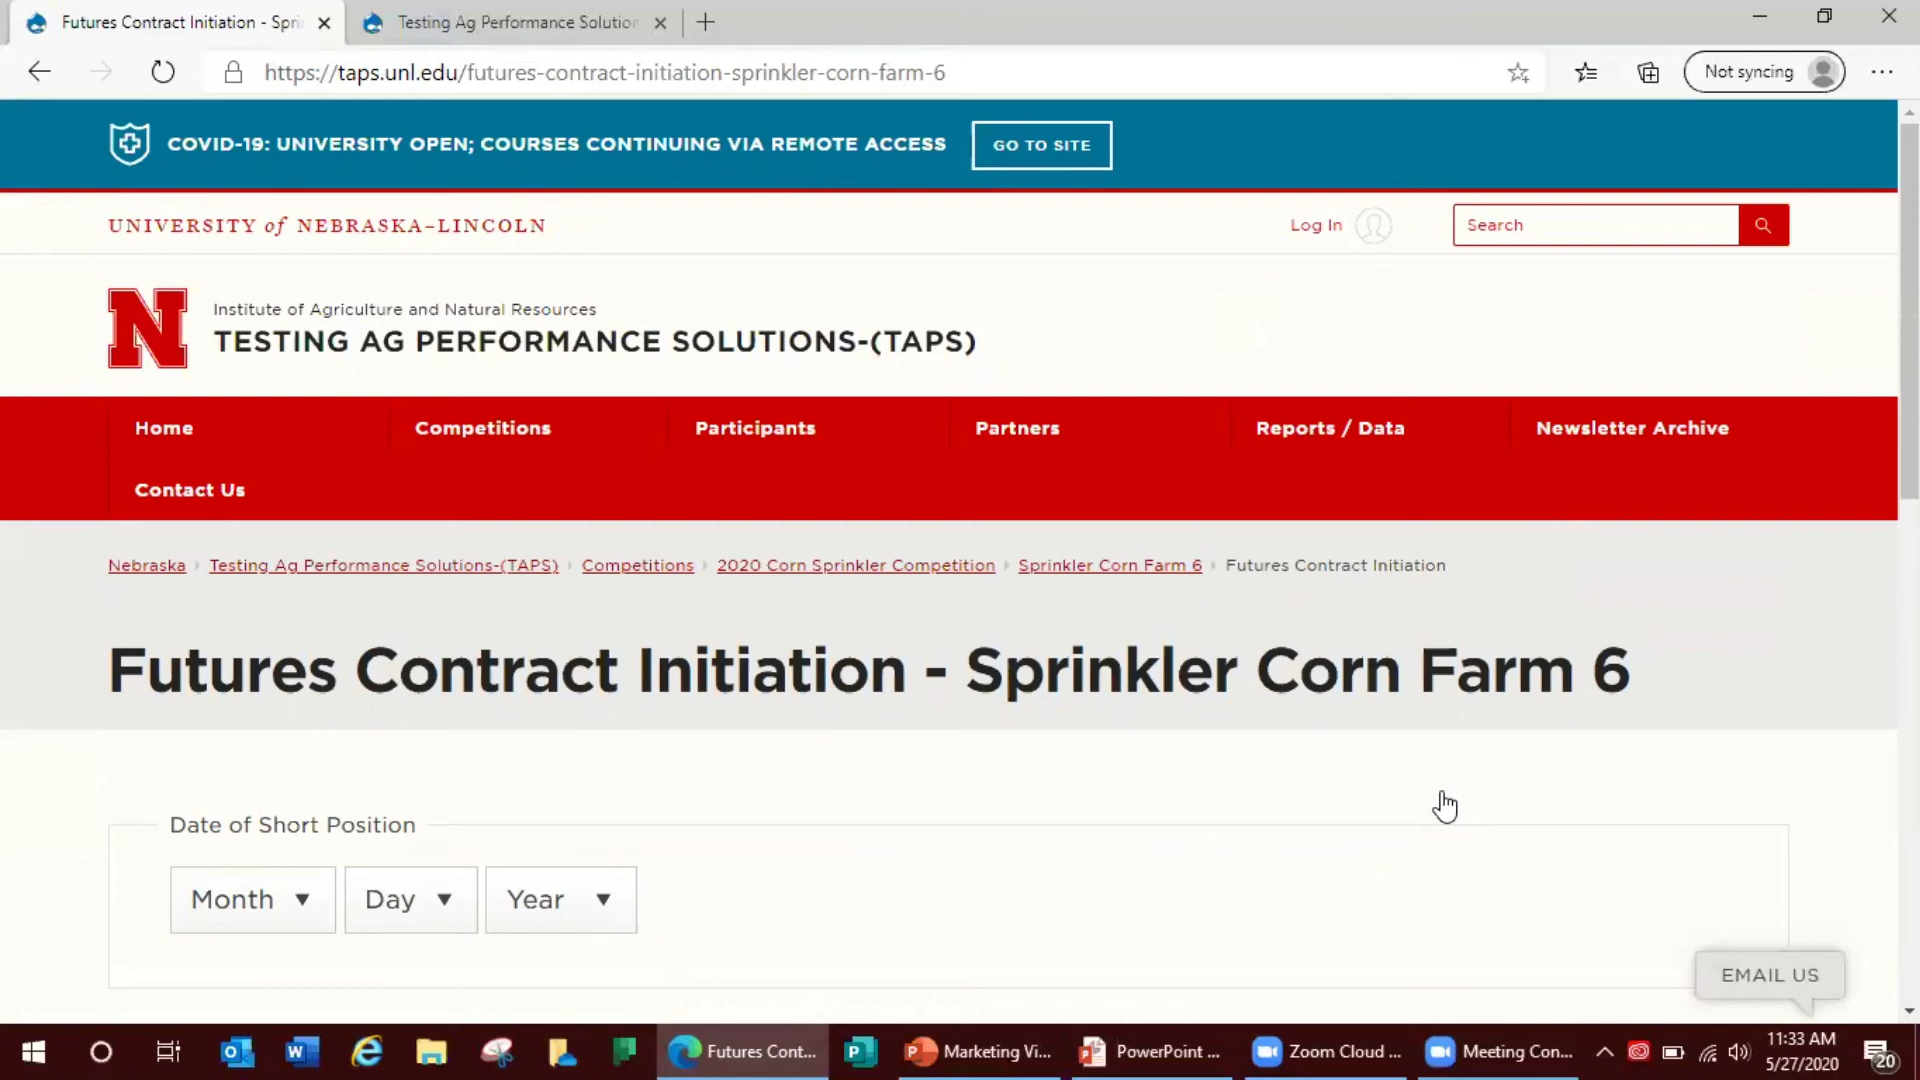 Futures Contract Initiation - Spri
Testing Ag Performance Solution
https://taps.unl.edu/futures-contract-initiation-sprinkler-corn-farm-6
Not syncing
COVID-19: UNIVERSITY OPEN; COURSES CONTINUING VIA REMOTE ACCESS
GO TO SITE
UNIVERSITY of NEBRASKA–LINCOLN
Log In
Search
N
Institute of Agriculture and Natural Resources
TESTING AG PERFORMANCE SOLUTIONS-(TAPS)
Home
Competitions
Participants
Partners
Reports / Data
Newsletter Archive
Contact Us
Nebraska
Testing Ag Performance Solutions-(TAPS)
Competitions
2020 Corn Sprinkler Competition
Sprinkler Corn Farm 6
Futures Contract Initiation
Futures Contract Initiation - Sprinkler Corn Farm 6
Date of Short Position
Month
Day
Year
EMAIL US
Futures Cont...
Marketing Vi...
PowerPoint ...
Zoom Cloud ...
Meeting Con...
11:33 AM
5/27/2020
20